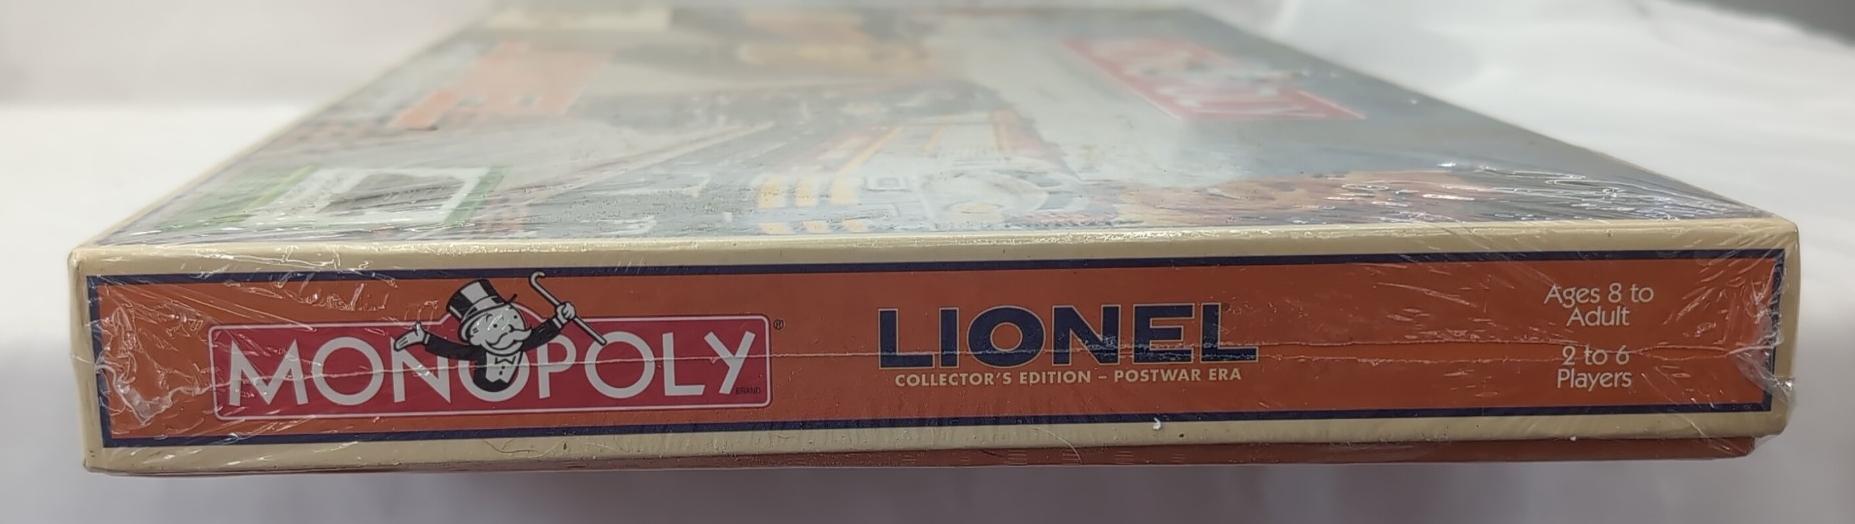 MONOPOLY®
BRAND
LIONEL
COLLECTOR'S EDITION – POSTWAR ERA
Ages 8 to
Adult
2 to 6
Players